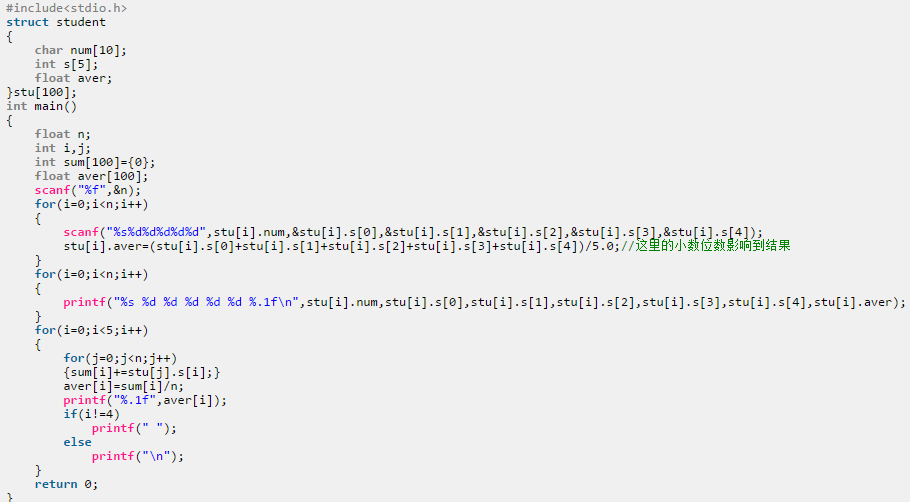 #include<stdio.h>
struct student
{
    char num[10];
    int s[5];
    float aver;
}stu[100];
int main()
{
    float n;
    int i,j;
    int sum[100]={0};
    float aver[100];
    scanf("%f",&n);
    for(i=0;i<n;i++)
    {
        scanf("%s%d%d%d%d%d",stu[i].num,&stu[i].s[0],&stu[i].s[1],&stu[i].s[2],&stu[i].s[3],&stu[i].s[4]);
        stu[i].aver=(stu[i].s[0]+stu[i].s[1]+stu[i].s[2]+stu[i].s[3]+stu[i].s[4])/5.0;//这里的小数位数影响到结果
    }
    for(i=0;i<n;i++)
    {
        printf("%s %d %d %d %d %d %.1f\n",stu[i].num,stu[i].s[0],stu[i].s[1],stu[i].s[2],stu[i].s[3],stu[i].s[4],stu[i].aver);
    }
    for(i=0;i<5;i++)
    {
        for(j=0;j<n;j++)
        {sum[i]+=stu[j].s[i];}
        aver[i]=sum[i]/n;
        printf("%.1f",aver[i]);
        if(i!=4)
            printf(" ");
        else
            printf("\n");
    }
    return 0;
}